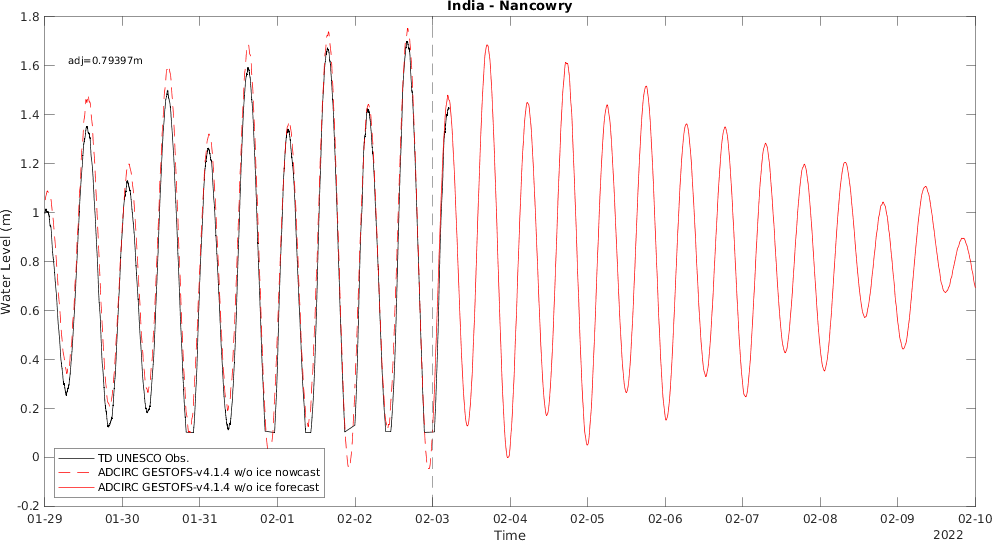 India - Nancowry
1.8
1.6
1.4
1.2
1
0.8
0.6
0.4
0.2
0
-0.2
Water Level (m)
adj=0.79397m
TD UNESCO Obs.
ADCIRC GESTOFS-v4.1.4 w/o ice nowcast
ADCIRC GESTOFS-v4.1.4 w/o ice forecast
01-29 01-30 01-31 02-01 02-02 02-03 02-04 02-05 02-06 02-07 02-08 02-09 02-10
Time
2022